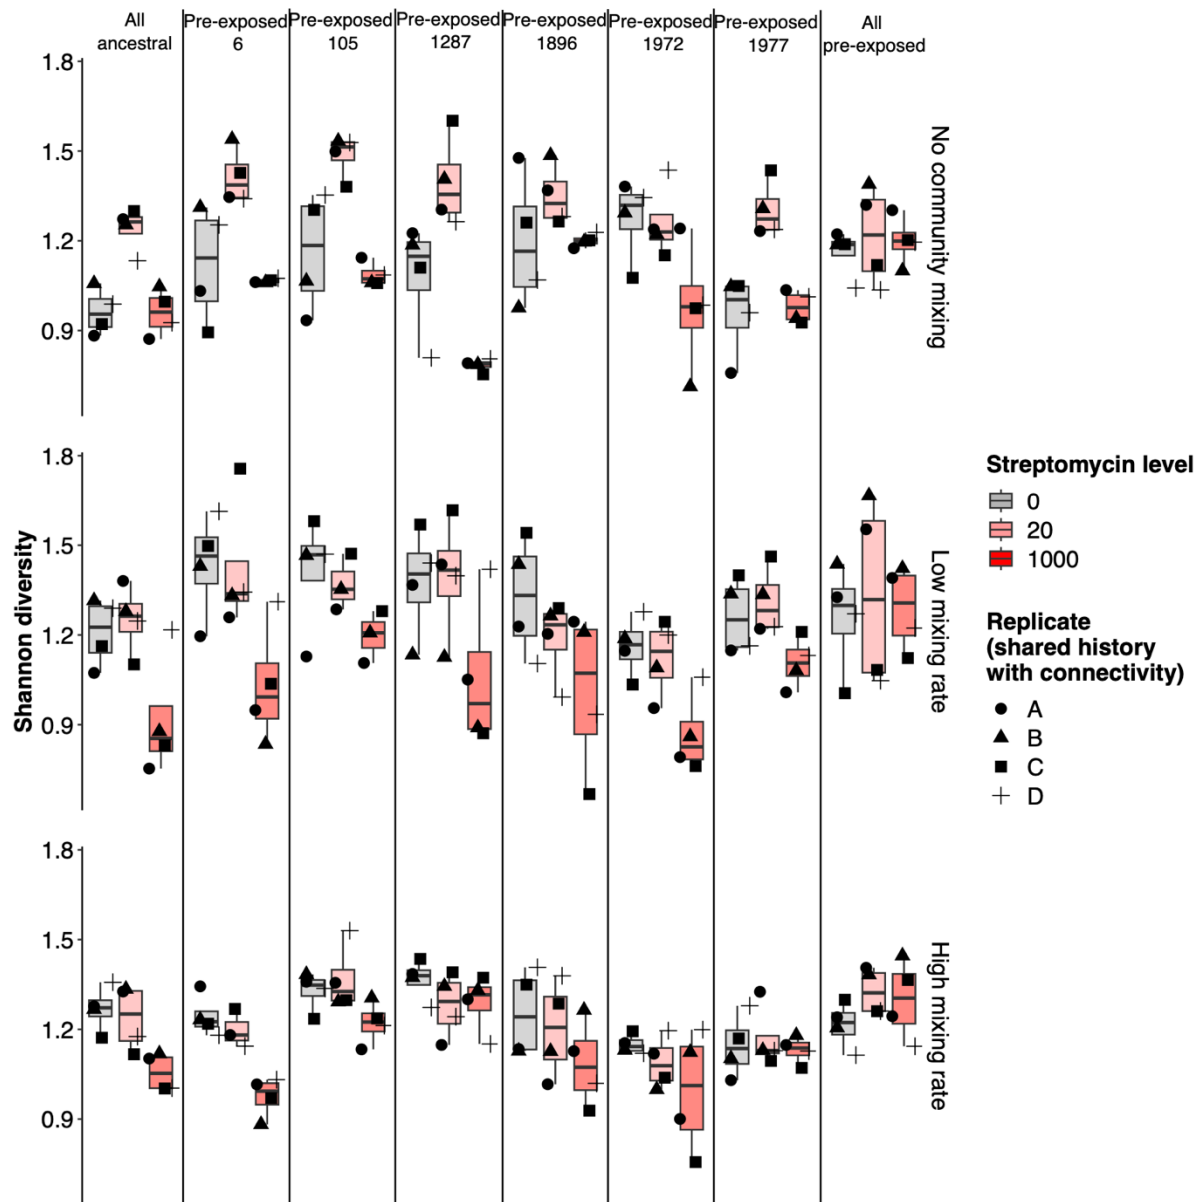 All
ancestral
Pre-exposed
6
Pre-exposed
105
Pre-exposed
1287
Pre-exposed
1896
Pre-exposed
1972
Pre-exposed
1977
All
pre-exposed
1.8
1.5
1.2
0.9
No community mixing
1.8
1.5
1.2
0.9
Low mixing rate
1.8
1.5
1.2
0.9
High mixing rate
Shannon diversity
Streptomycin level
0
20
1000
Replicate
(shared history
with connectivity)
A
B
C
D